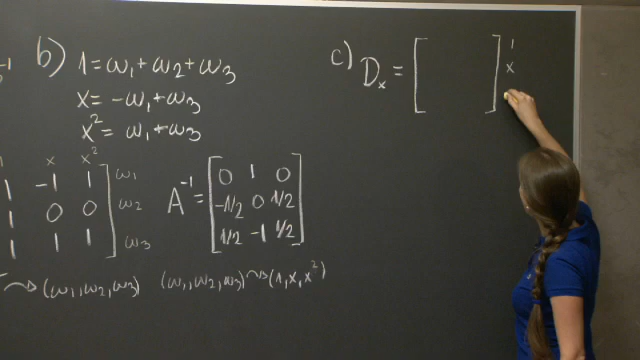 -1
b) 1 = ω₁ + ω₂ + ω₃
x = -ω₁ + ω₃
x² = ω₁ + ω₃
x x²
1 -1 1 ω₁
1 0 0 ω₂
1 1 1 ω₃
A⁻¹ =
0 1 0
-1/2 0 1/2
1/2 -1 1/2
→ (ω₁, ω₂, ω₃) (ω₁, ω₂, ω₃) → (1, x, x²)
c) Dₓ = [ ] 1
x